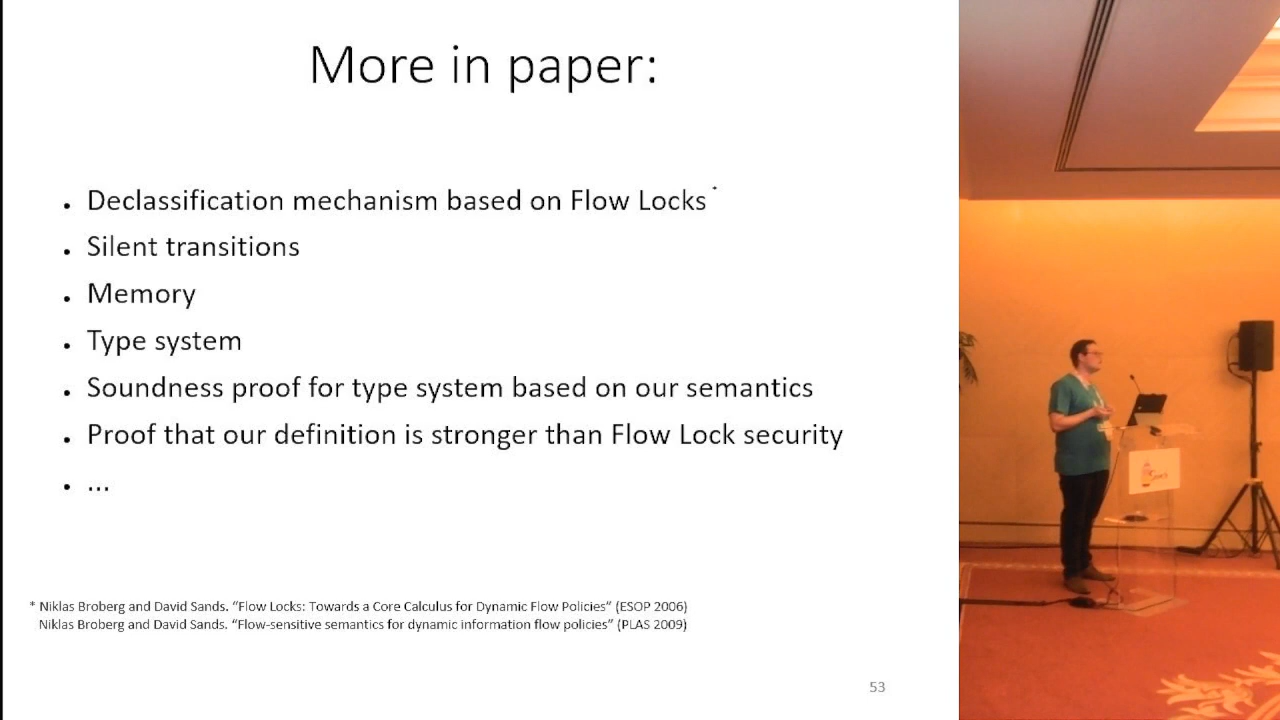 More in paper:
• Declassification mechanism based on Flow Locks *
• Silent transitions
• Memory
• Type system
• Soundness proof for type system based on our semantics
• Proof that our definition is stronger than Flow Lock security
• ...
* Niklas Broberg and David Sands. “Flow Locks: Towards a Core Calculus for Dynamic Flow Policies” (ESOP 2006)
Niklas Broberg and David Sands. “Flow-sensitive semantics for dynamic information flow policies” (PLAS 2009)
53